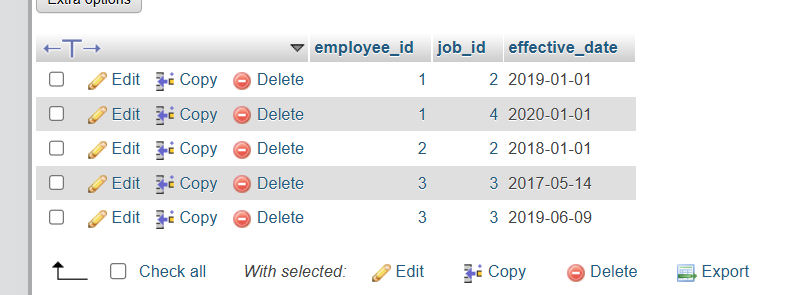 Extra options
employee_id job_id effective_date
Edit Copy Delete 1 2 2019-01-01
Edit Copy Delete 1 4 2020-01-01
Edit Copy Delete 2 2 2018-01-01
Edit Copy Delete 3 3 2017-05-14
Edit Copy Delete 3 3 2019-06-09
Check all With selected: Edit Copy Delete Export